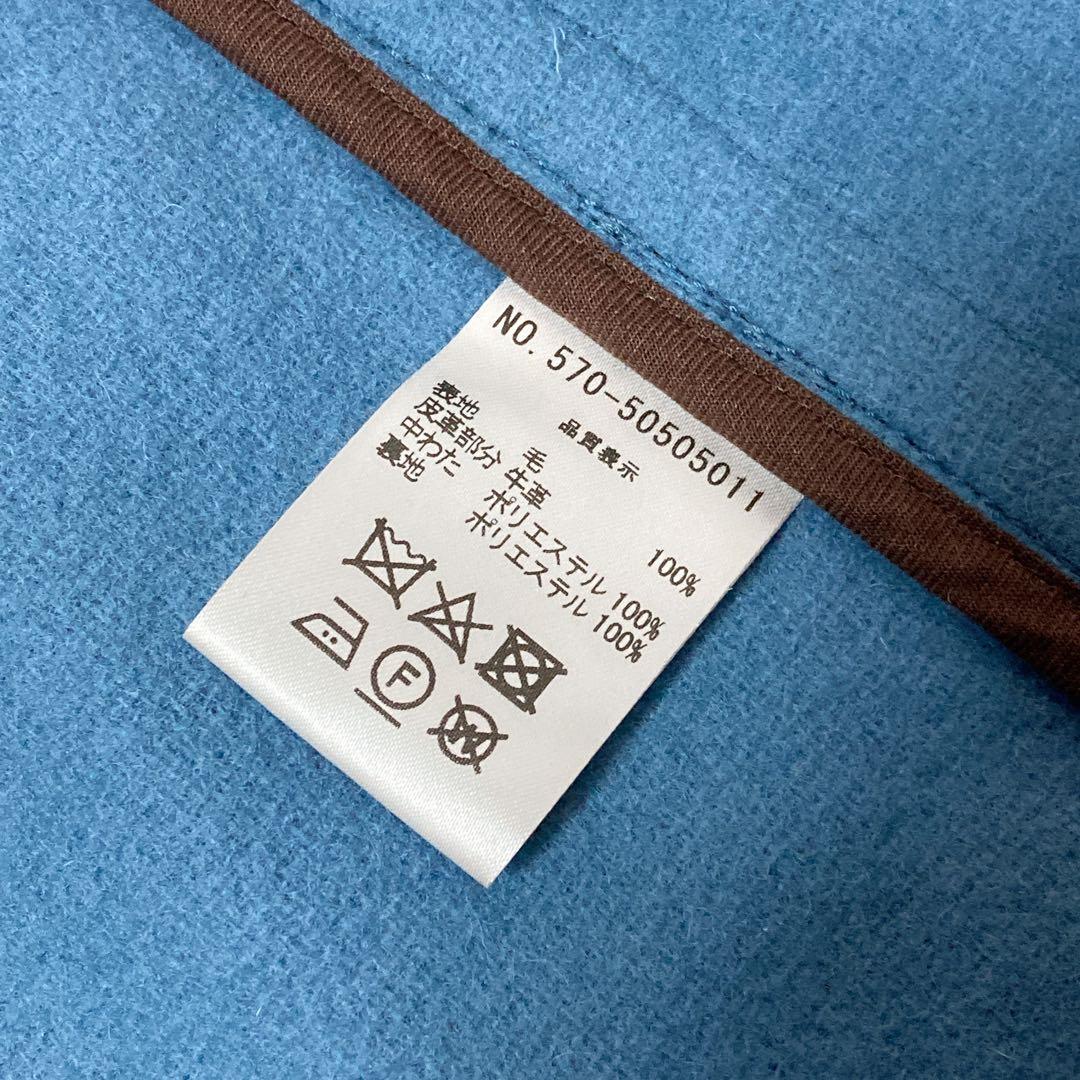 NO. 570-50505011
品質表示
表地 毛 100%
皮革部分 牛革
中わた ポリエステル 100%
裏地 ポリエステル 100%
F
W